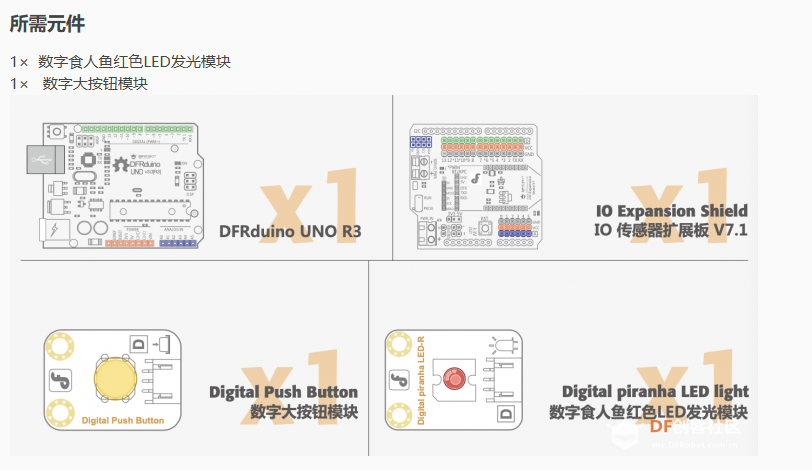 所需元件
1× 数字食人鱼红色LED发光模块
1× 数字大按钮模块
x1
DFRduino UNO R3
x1
IO Expansion Shield
IO 传感器扩展板 V7.1
x1
Digital Push Button
数字大按钮模块
D
Digital Push Button
x1
Digital piranha LED light
数字食人鱼红色LED发光模块
Digital piranha LED-R
D
DF创客社区